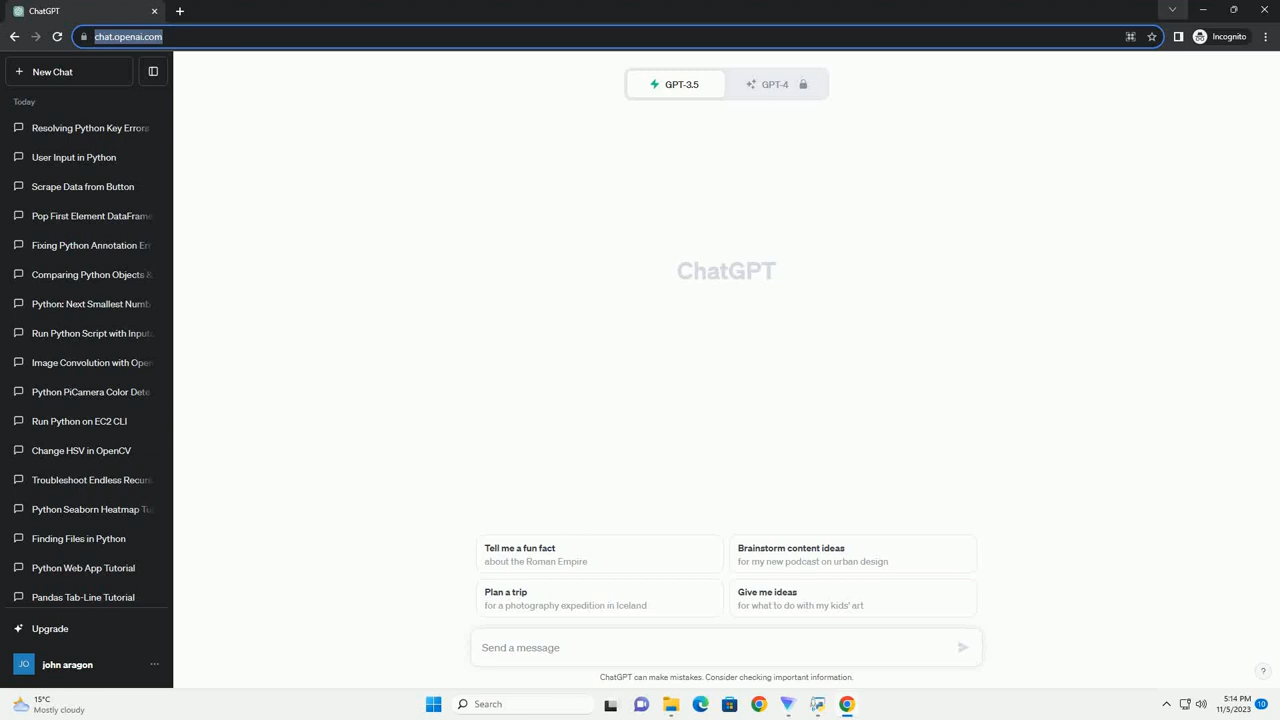 ChatGPT
chat.openai.com
Incognito
New Chat
Today
Resolving Python Key Errors
User Input in Python
Scrape Data from Button
Pop First Element DataFrame
Fixing Python Annotation Err
Comparing Python Objects &
Python: Next Smallest Numb
Run Python Script with Inputs
Image Convolution with Open
Python PiCamera Color Dete
Run Python on EC2 CLI
Change HSV in OpenCV
Troubleshoot Endless Recurs
Python Seaborn Heatmap Tu
Finding Files in Python
Python Web App Tutorial
Pandas Tab-Line Tutorial
Upgrade
JO john aragon
GPT-3.5 GPT-4
ChatGPT
Tell me a fun fact
about the Roman Empire
Brainstorm content ideas
for my new podcast on urban design
Plan a trip
for a photography expedition in Iceland
Give me ideas
for what to do with my kids' art
Send a message
ChatGPT can make mistakes. Consider checking important information.
?
15°C
Mostly cloudy
Search
5:14 PM
11/5/2023
10